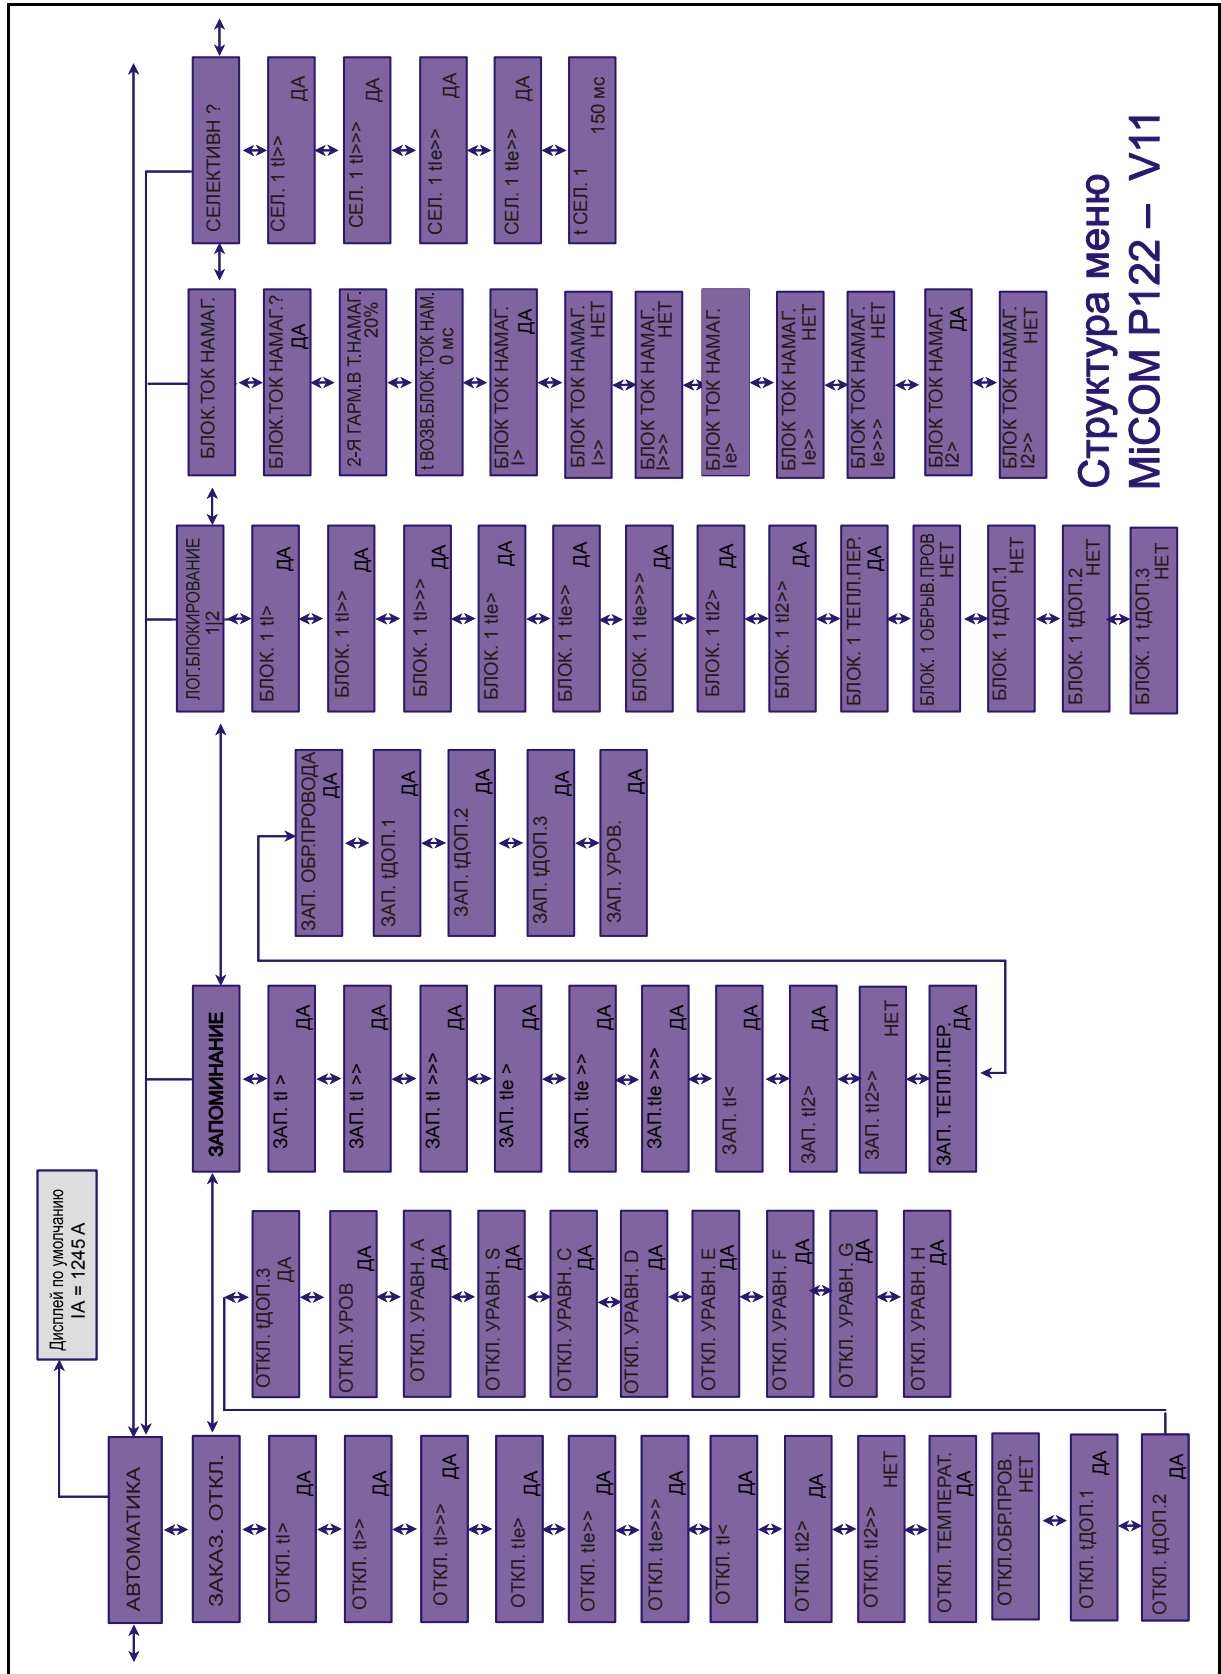 Дисплей по умолчанию
IA = 1245 A
АВТОМАТИКА
ЗАКАЗ. ОТКЛ.
ОТКЛ. tI>
ДА
ОТКЛ. tI>>
ДА
ОТКЛ. tI>>>
ДА
ОТКЛ. tIe>
ДА
ОТКЛ. tIe>>
ДА
ОТКЛ. tIe>>>
ДА
ОТКЛ. tI<
ДА
ОТКЛ. tI2>
ДА
ОТКЛ. tI2>>
НЕТ
ОТКЛ. ТЕМПЕРАТ.
ДА
ОТКЛ.ОБР.ПРОВ.
НЕТ
ОТКЛ. tДОП.1
ДА
ОТКЛ. tДОП.2
ДА
ОТКЛ. tДОП.3
ДА
ОТКЛ. УРОВ
ДА
ОТКЛ. УРАВН. A
ДА
ОТКЛ. УРАВН. S
ДА
ОТКЛ. УРАВН. C
ДА
ОТКЛ. УРАВН. D
ДА
ОТКЛ. УРАВН. E
ДА
ОТКЛ. УРАВН. F
ДА
ОТКЛ. УРАВН. G
ДА
ОТКЛ. УРАВН. H
ДА
ЗАПОМИНАНИЕ
ЗАП. tI >
ДА
ЗАП. tI >>
ДА
ЗАП. tI >>>
ДА
ЗАП. tIe >
ДА
ЗАП. tIe >>
ДА
ЗАП.tIe >>>
ДА
ЗАП. tI<
ДА
ЗАП. tI2>
ДА
ЗАП. tI2>>
НЕТ
ЗАП. ТЕПЛ.ПЕР.
ДА
ЗАП. ОБР.ПРОВОДА
ДА
ЗАП. tДОП.1
ДА
ЗАП. tДОП.2
ДА
ЗАП. tДОП.3
ДА
ЗАП. УРОВ.
ДА
ЛОГ.БЛОКИРОВАНИЕ
1|2
БЛОК. 1 tI>
ДА
БЛОК. 1 tI>>
ДА
БЛОК. 1 tI>>>
ДА
БЛОК. 1 tIe>
ДА
БЛОК. 1 tIe>>
ДА
БЛОК. 1 tIe>>>
ДА
БЛОК. 1 tI2>
ДА
БЛОК. 1 tI2>>
ДА
БЛОК. 1 ТЕПЛ.ПЕР.
ДА
БЛОК. 1 ОБРЫВ.ПРОВ
НЕТ
БЛОК. 1 tДОП.1
НЕТ
БЛОК. 1 tДОП.2
НЕТ
БЛОК. 1 tДОП.3
НЕТ
БЛОК.ТОК НАМАГ.
БЛОК.ТОК НАМАГ.?
ДА
2-Я ГАРМ.В Т.НАМАГ.
20%
t ВОЗВ.БЛОК.ТОК НАМ.
0 мс
БЛОК ТОК НАМАГ.
I> ДА
БЛОК ТОК НАМАГ.
I>> НЕТ
БЛОК ТОК НАМАГ.
I>>> НЕТ
БЛОК ТОК НАМАГ.
Ie>
БЛОК ТОК НАМАГ.
Ie>> НЕТ
БЛОК ТОК НАМАГ.
Ie>>> НЕТ
БЛОК ТОК НАМАГ.
I2> ДА
БЛОК ТОК НАМАГ.
I2>> НЕТ
СЕЛЕКТИВН ?
СЕЛ. 1 tI>>
ДА
СЕЛ. 1 tI>>>
ДА
СЕЛ. 1 tIe>>
ДА
СЕЛ. 1 tIe>>
ДА
t СЕЛ. 1
150 мс
Структура меню
MiCOM P122 – V11